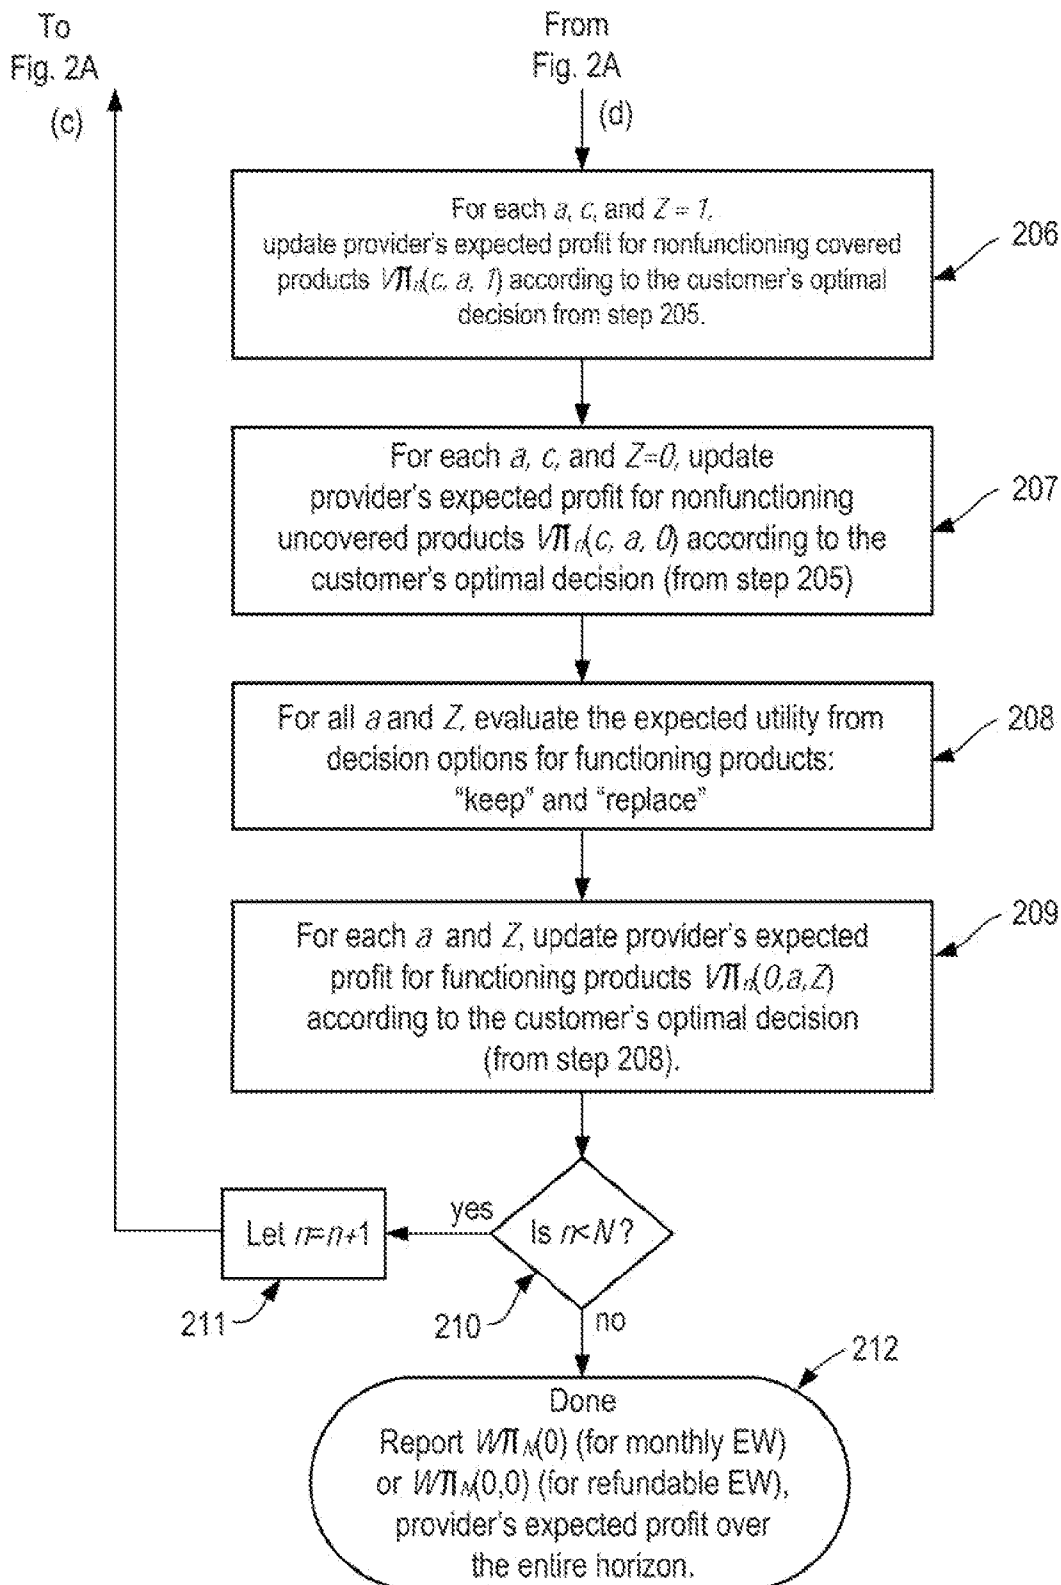 To
Fig. 2A
(c)
From
Fig. 2A
(d)
For each a, c, and Z = 1,
update provider's expected profit for nonfunctioning covered
products Vπn(c, a, 1) according to the customer's optimal
decision from step 205.
206
For each a, c, and Z=0, update
provider's expected profit for nonfunctioning
uncovered products Vπn(c, a, 0) according to the
customer's optimal decision (from step 205)
207
For all a and Z, evaluate the expected utility from
decision options for functioning products:
“keep” and “replace”
208
For each a and Z, update provider's expected
profit for functioning products Vπn(0,a,Z)
according to the customer's optimal decision
(from step 208).
209
Is n<N?
210
yes
Let n=n+1
211
no
212
Done
Report WπN(0) (for monthly EW)
or WπN(0,0) (for refundable EW),
provider's expected profit over
the entire horizon.